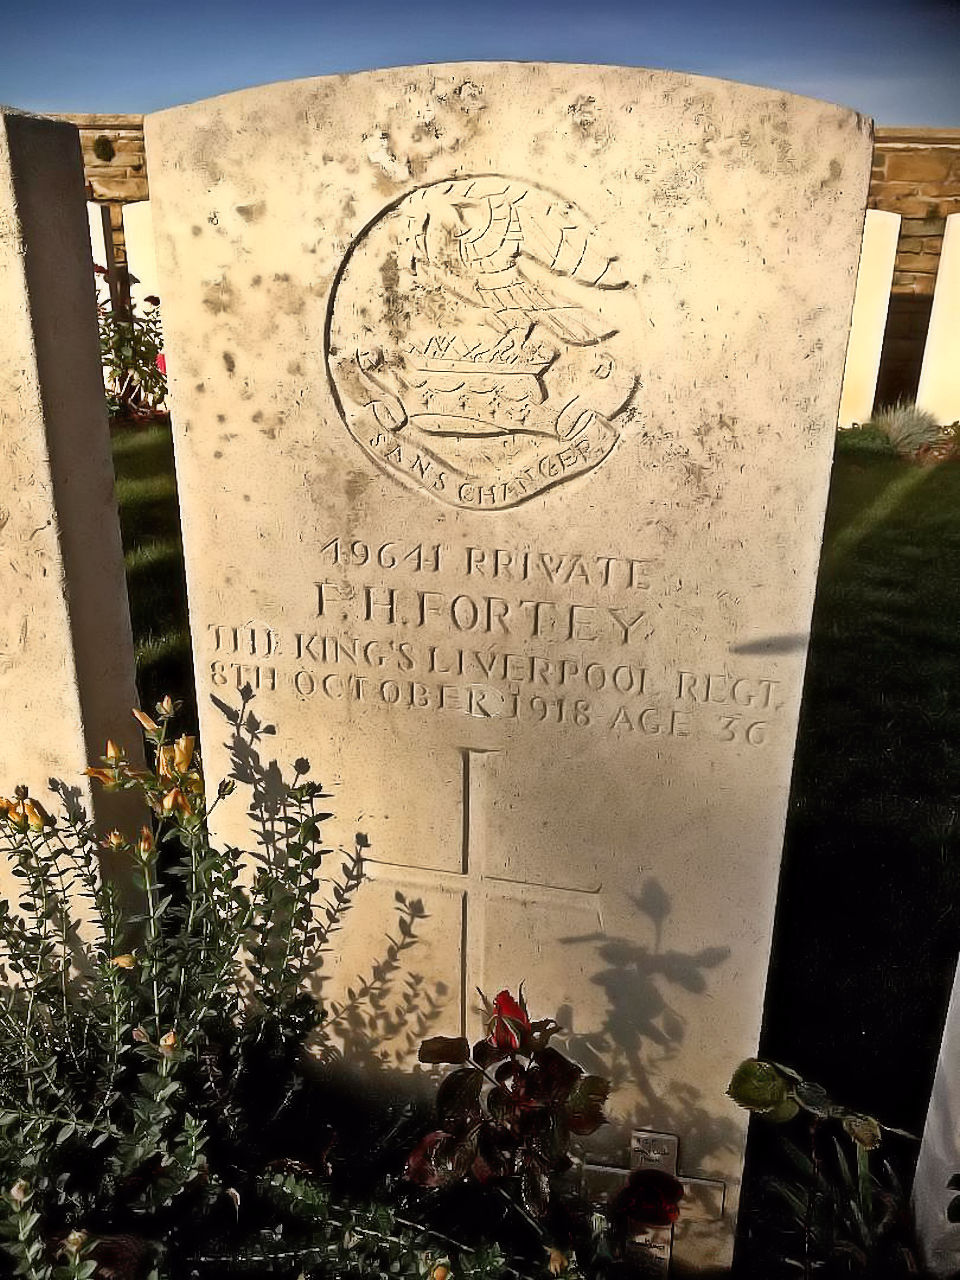 SANS CHANGER
49641 PRIVATE
F. H. FORTEY
THE KING'S LIVERPOOL REGT.
8TH OCTOBER 1918 AGE 36